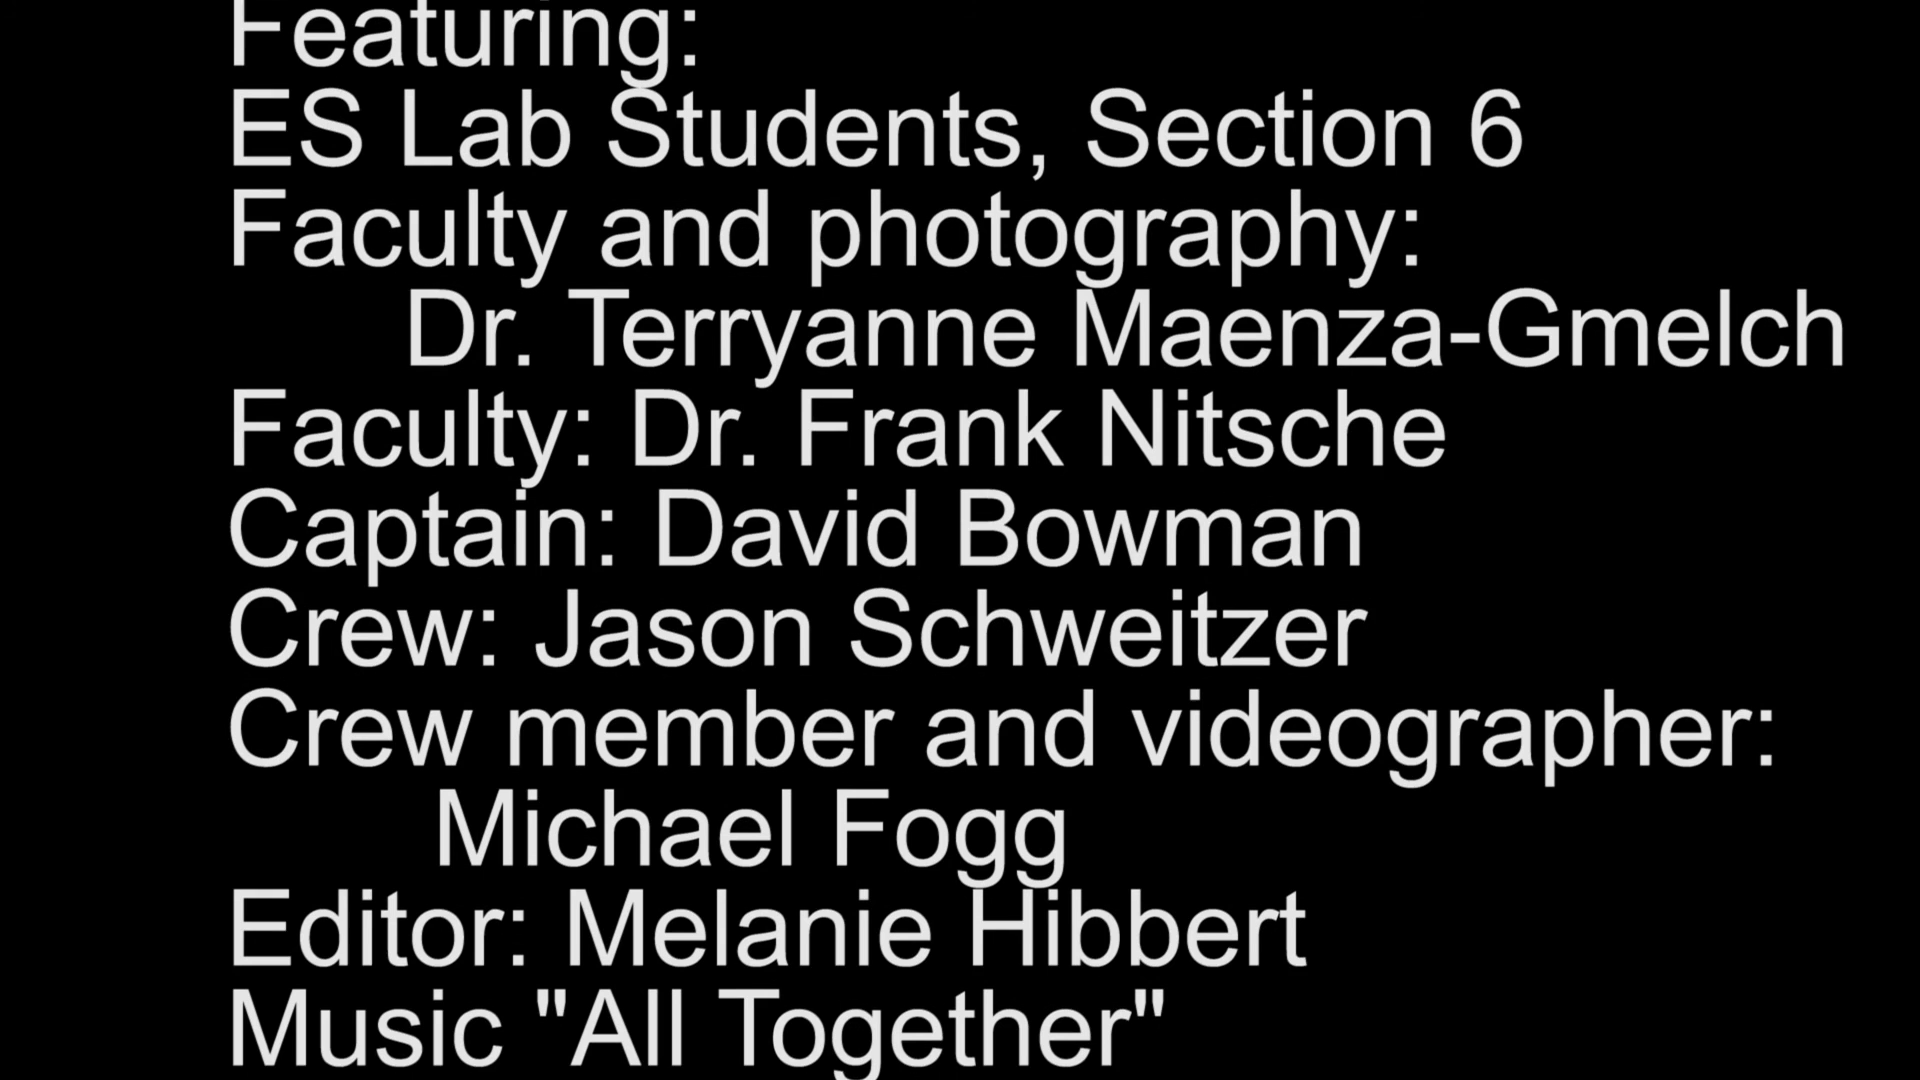 Featuring:
ES Lab Students, Section 6
Faculty and photography:
Dr. Terryanne Maenza-Gmelch
Faculty: Dr. Frank Nitsche
Captain: David Bowman
Crew: Jason Schweitzer
Crew member and videographer:
Michael Fogg
Editor: Melanie Hibbert
Music "All Together"